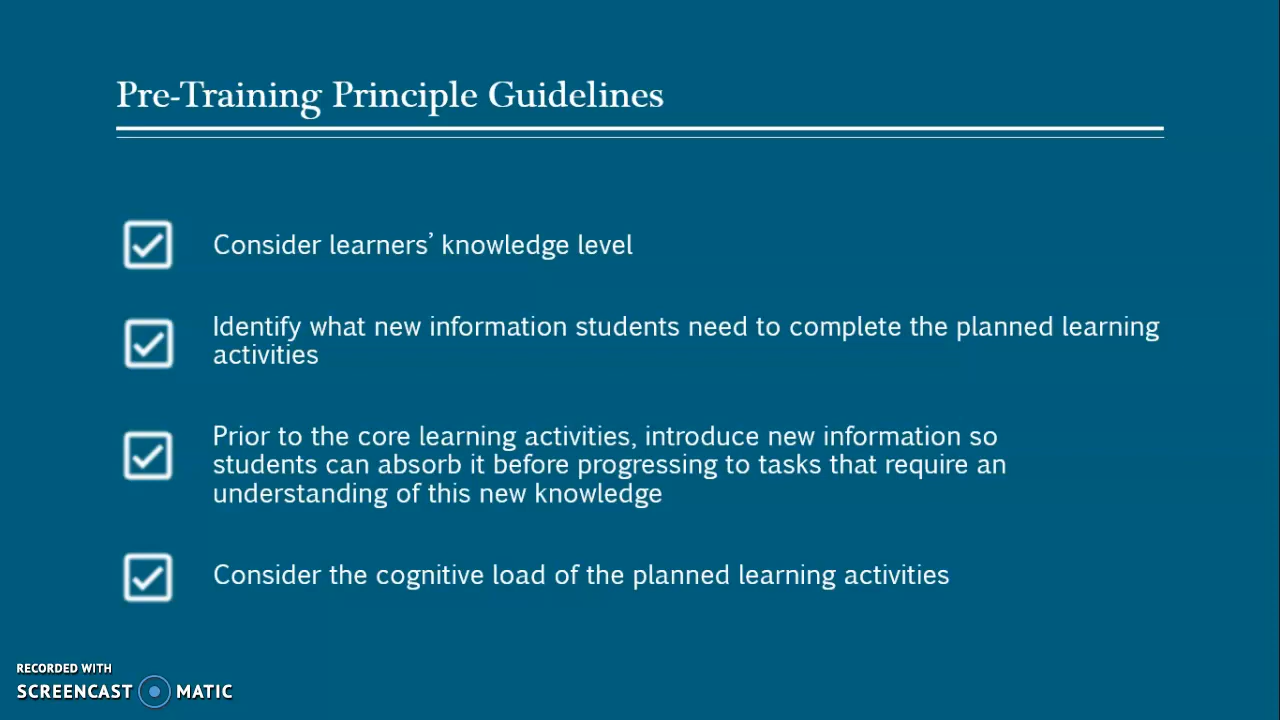 Pre-Training Principle Guidelines
Consider learners’ knowledge level
Identify what new information students need to complete the planned learning
activities
Prior to the core learning activities, introduce new information so
students can absorb it before progressing to tasks that require an
understanding of this new knowledge
Consider the cognitive load of the planned learning activities
RECORDED WITH
SCREENCAST MATIC